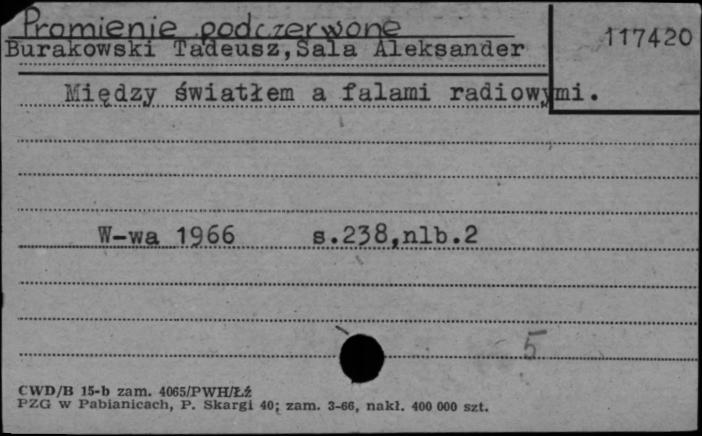 Promienie podczerwone
117420
Burakowski Tadeusz,Sala Aleksander
Między światłem a falami radiowymi.
W-wa 1966 s.238,nlb.2
5
CWD/B 15-b zam. 4065/PWH/Łź
PZG w Pabianicach, P. Skargi 40; zam. 3-66, nakł. 400 000 szt.